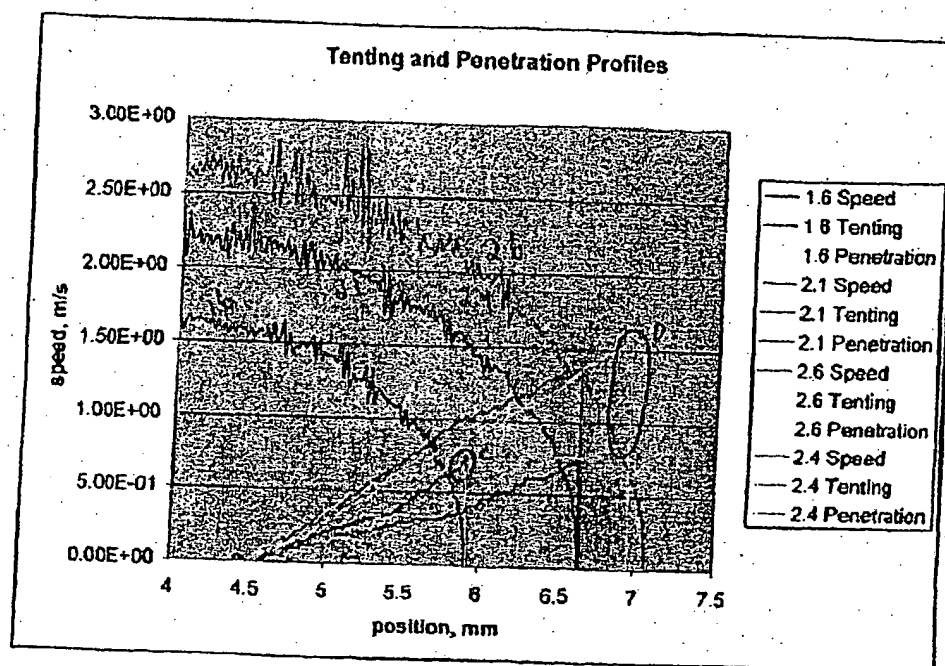 Tenting and Penetration Profiles
3.00E+00
2.50E+00
2.00E+00
1.50E+00
1.00E+00
5.00E-01
0.00E+00
speed, m/s
4
4.5
5
5.5
6
6.5
7
7.5
position, mm
2.6
P
1.6 Speed
1.6 Tenting
1.6 Penetration
2.1 Speed
2.1 Tenting
2.1 Penetration
2.6 Speed
2.6 Tenting
2.6 Penetration
2.4 Speed
2.4 Tenting
2.4 Penetration